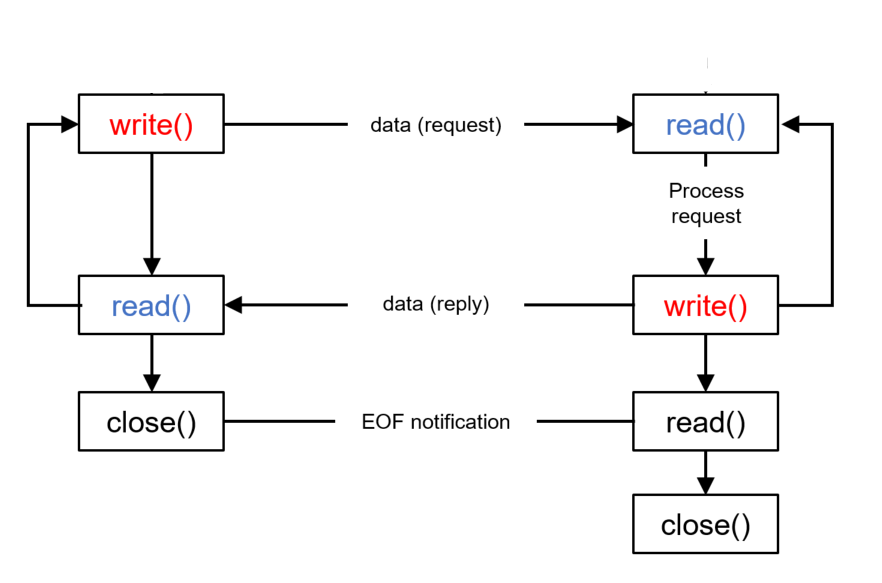 write()
data (request)
read()
Process
request
read()
data (reply)
write()
close()
EOF notification
read()
close()